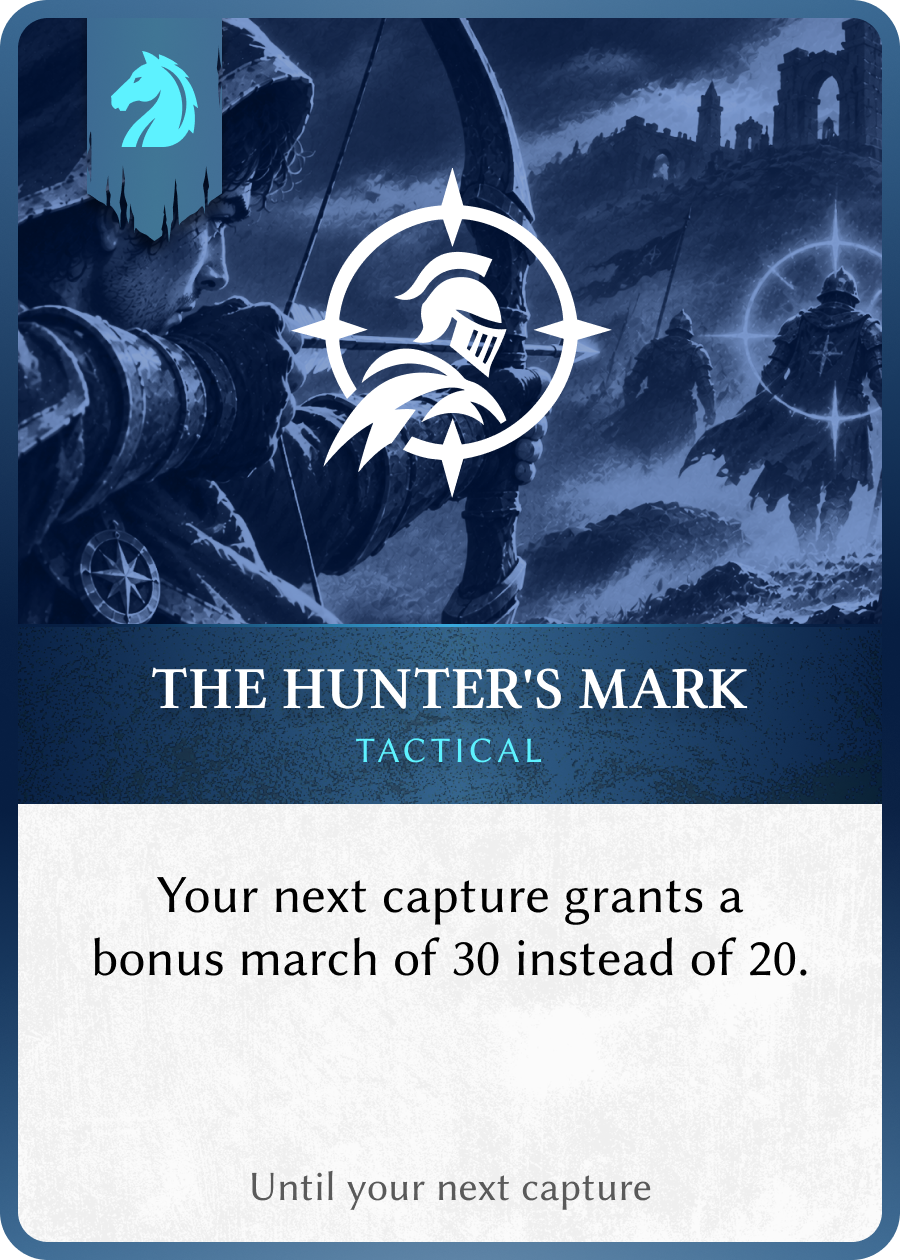 THE HUNTER'S MARK
TACTICAL
Your next capture grants a
bonus march of 30 instead of 20.
Until your next capture